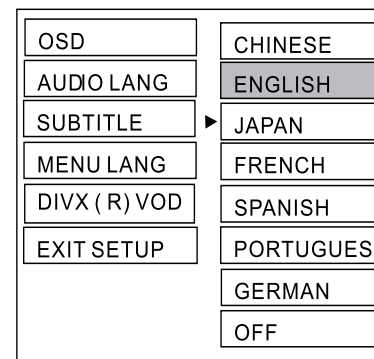 OSD
AUDIO LANG
SUBTITLE
MENU LANG
DIVX ( R) VOD
EXIT SETUP
CHINESE
ENGLISH
JAPAN
FRENCH
SPANISH
PORTUGUES
GERMAN
OFF